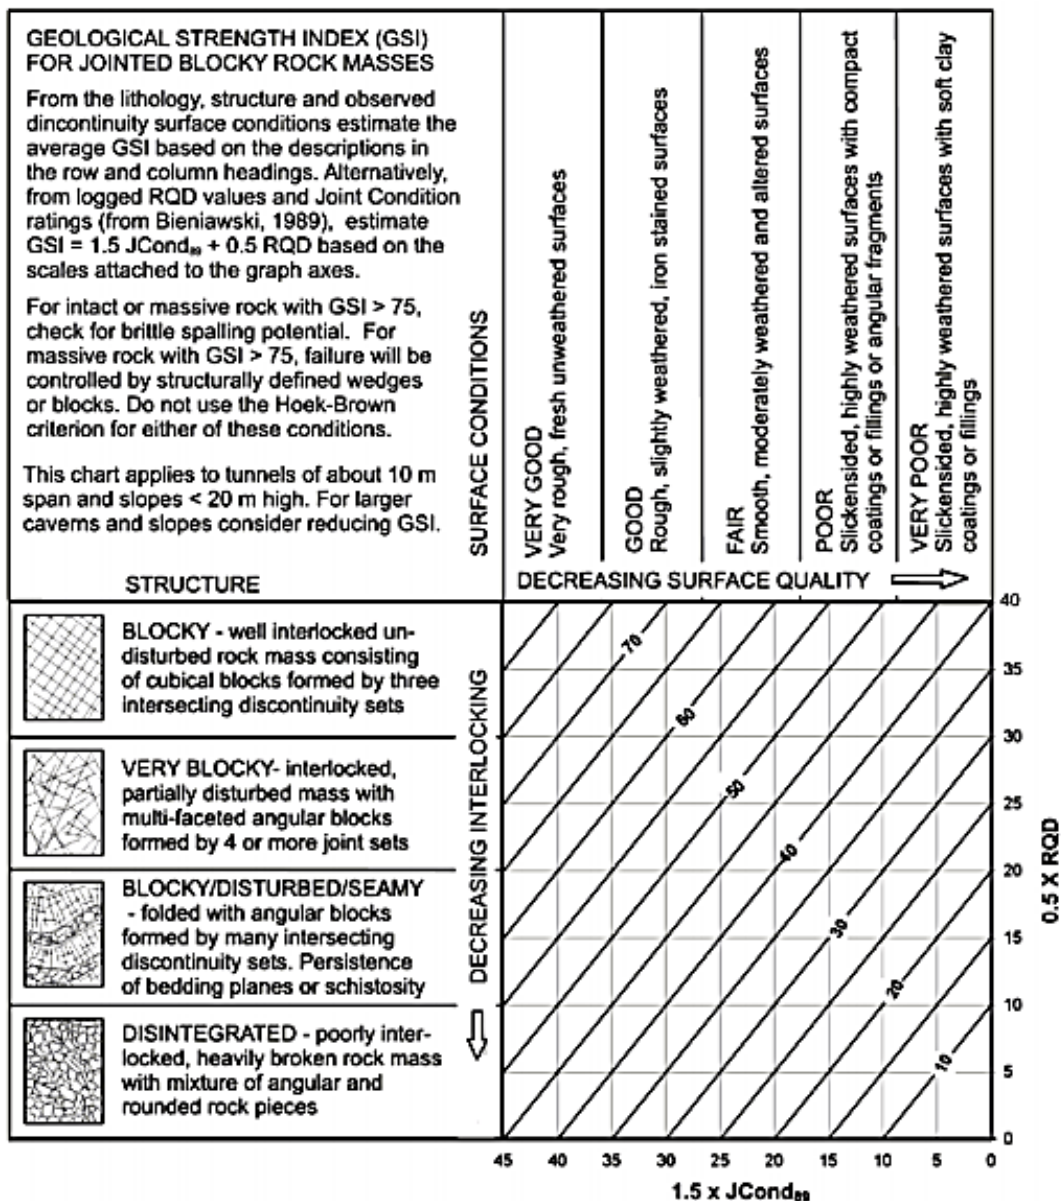 GEOLOGICAL STRENGTH INDEX (GSI)
FOR JOINTED BLOCKY ROCK MASSES
From the lithology, structure and observed
dincontinuity surface conditions estimate the
average GSI based on the descriptions in
the row and column headings. Alternatively,
from logged RQD values and Joint Condition
ratings (from Bieniawski, 1989), estimate
GSI = 1.5 JCond₈₉ + 0.5 RQD based on the
scales attached to the graph axes.
For intact or massive rock with GSI > 75,
check for brittle spalling potential. For
massive rock with GSI > 75, failure will be
controlled by structurally defined wedges
or blocks. Do not use the Hoek-Brown
criterion for either of these conditions.
This chart applies to tunnels of about 10 m
span and slopes < 20 m high. For larger
caverns and slopes consider reducing GSI.
STRUCTURE
SURFACE CONDITIONS
VERY GOOD
Very rough, fresh unweathered surfaces
GOOD
Rough, slightly weathered, iron stained surfaces
FAIR
Smooth, moderately weathered and altered surfaces
POOR
Slickensided, highly weathered surfaces with compact
coatings or fillings or angular fragments
VERY POOR
Slickensided, highly weathered surfaces with soft clay
coatings or fillings
DECREASING SURFACE QUALITY
BLOCKY - well interlocked un-
disturbed rock mass consisting
of cubical blocks formed by three
intersecting discontinuity sets
VERY BLOCKY- interlocked,
partially disturbed mass with
multi-faceted angular blocks
formed by 4 or more joint sets
BLOCKY/DISTURBED/SEAMY
- folded with angular blocks
formed by many intersecting
discontinuity sets. Persistence
of bedding planes or schistosity
DISINTEGRATED - poorly inter-
locked, heavily broken rock mass
with mixture of angular and
rounded rock pieces
DECREASING INTERLOCKING
70
60
50
40
30
20
10
40
35
30
25
20
15
10
5
0
0.5 X RQD
45 40 35 30 25 20 15 10 5 0
1.5 x JCond₈₉